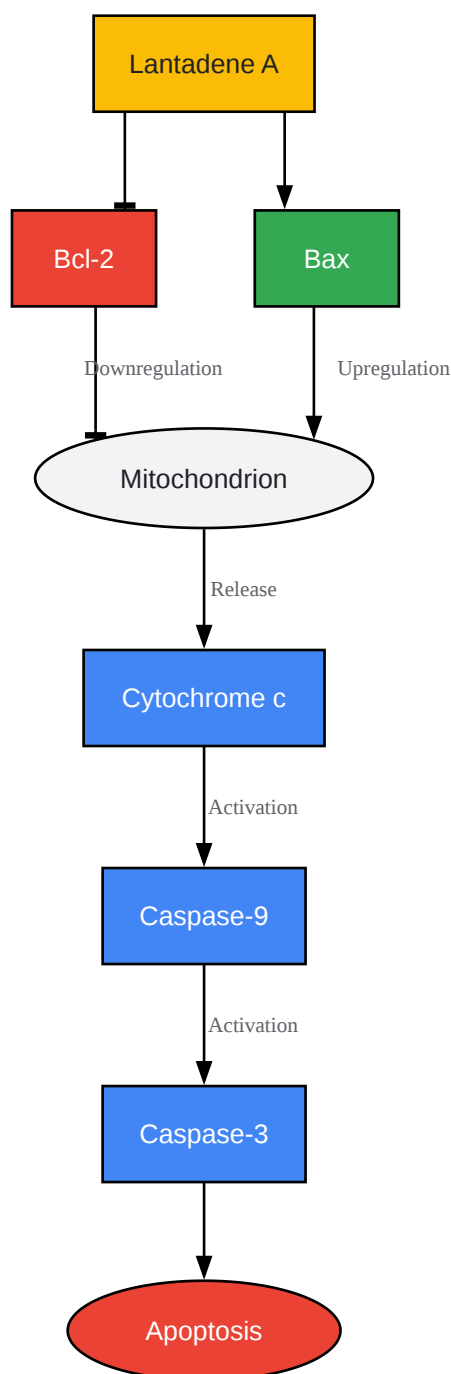 Lantadene A
Bcl-2
Bax
Downregulation
Upregulation
Mitochondrion
Release
Cytochrome c
Activation
Caspase-9
Activation
Caspase-3
Apoptosis